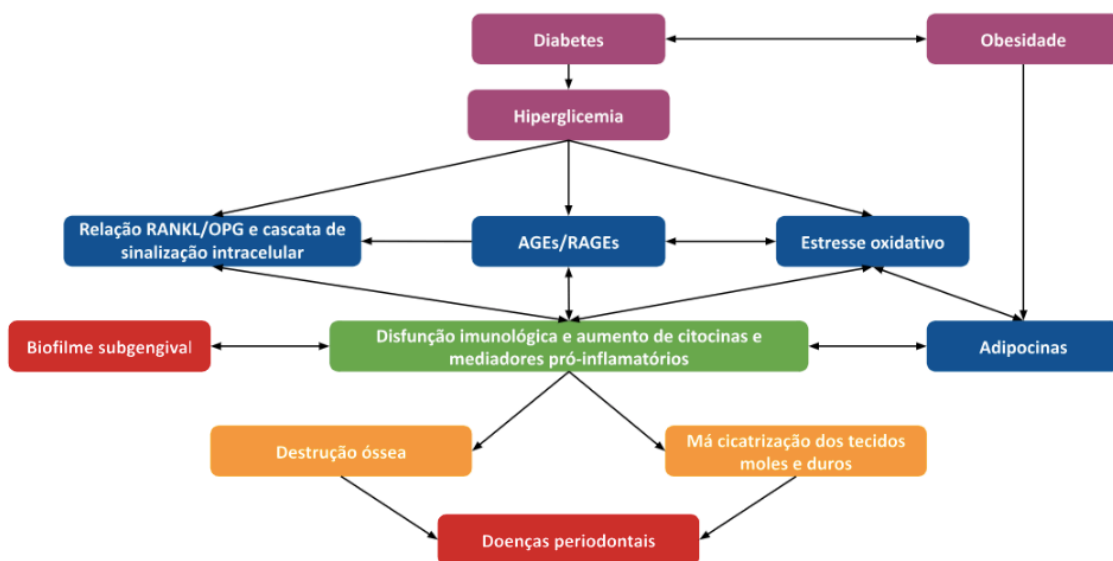 Diabetes
Obesidade
Hiperglicemia
Relação RANKL/OPG e cascata de
sinalização intracelular
AGEs/RAGEs
Estresse oxidativo
Biofilme subgengival
Disfunção imunológica e aumento de citocinas e
mediadores pró-inflamatórios
Adipocinas
Destruição óssea
Má cicatrização dos tecidos
moles e duros
Doenças periodontais